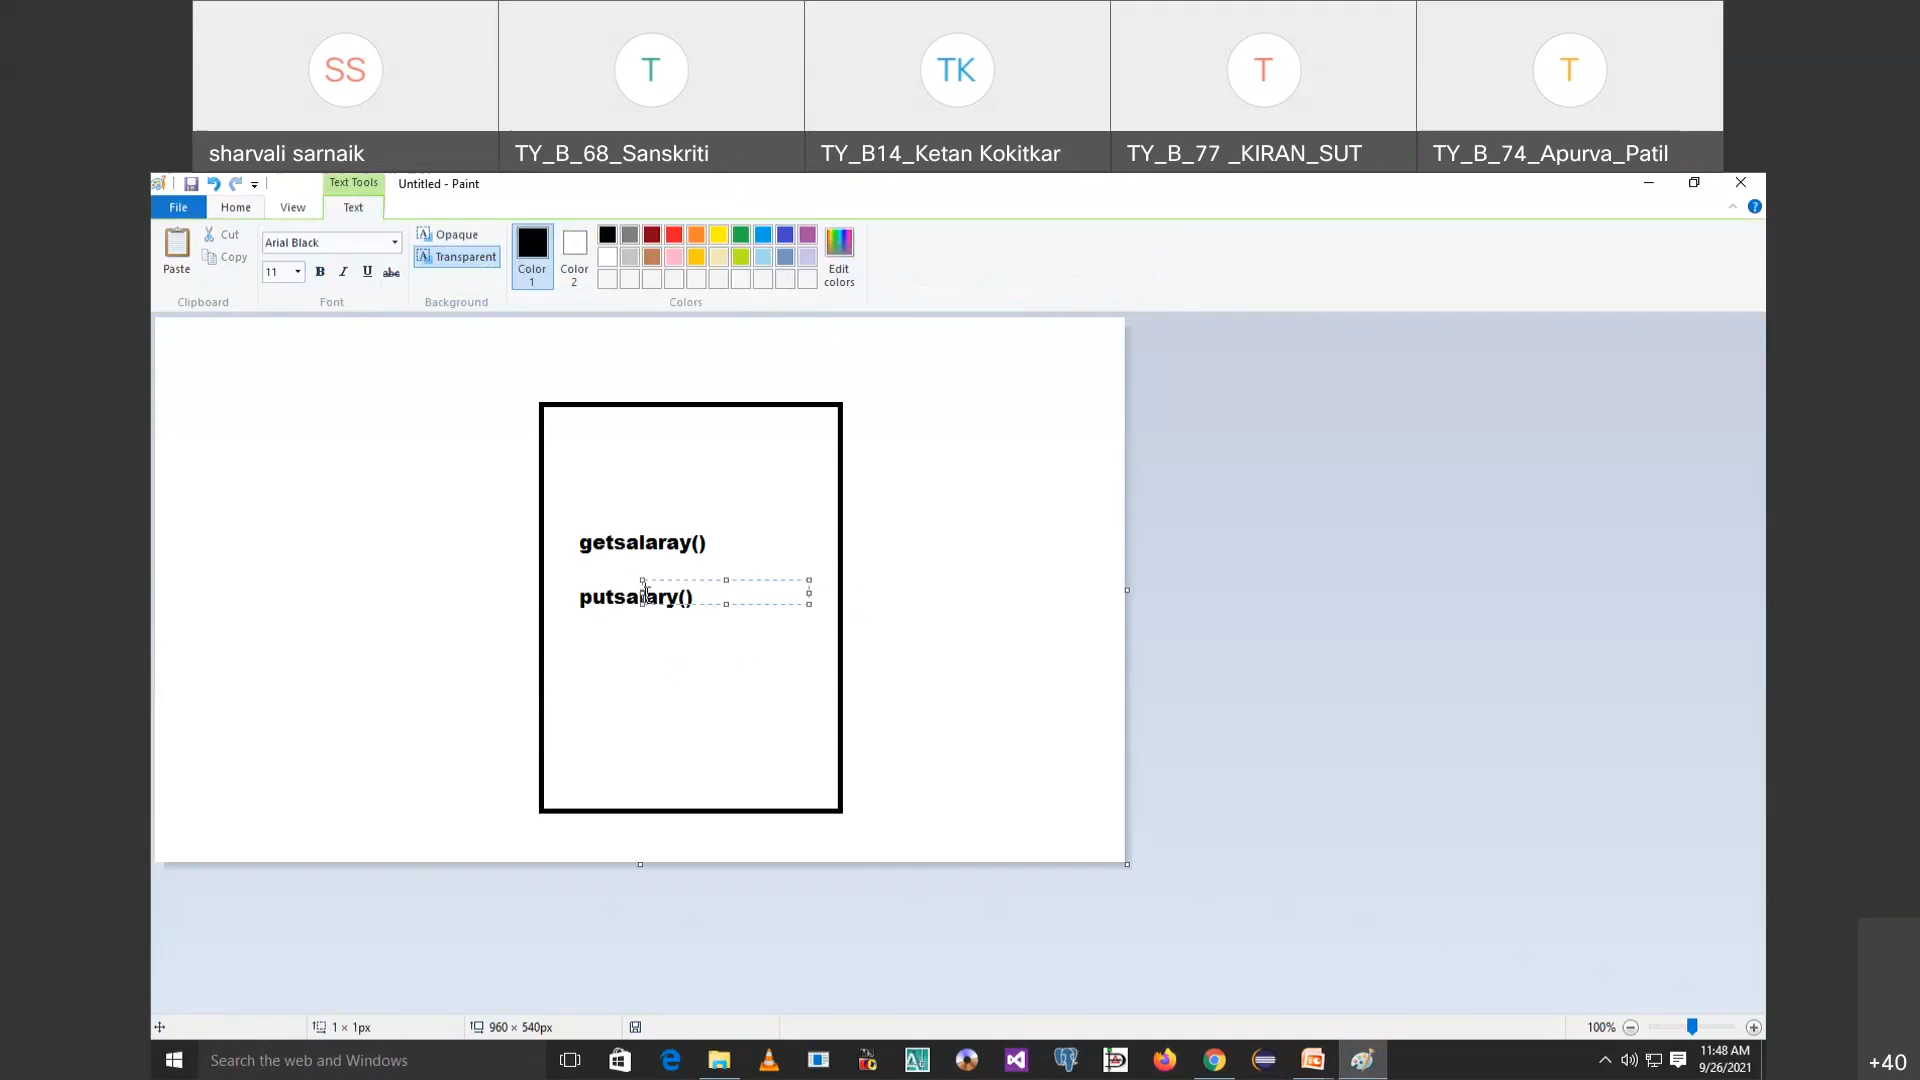 SS
T
TK
T
T
sharvali sarnaik
TY_B_68_Sanskriti
TY_B14_Ketan Kokitkar
TY_B_77 _KIRAN_SUT
TY_B_74_Apurva_Patil
Text Tools
Untitled - Paint
File
Home
View
Text
Paste
Cut
Copy
Clipboard
Arial Black
11
B
I
U
abc
Font
Opaque
Transparent
Background
Color
1
Color
2
Edit
colors
Colors
getsalaray()
putsalary()
1 × 1px
960 × 540px
100%
Search the web and Windows
11:48 AM
9/26/2021
+40